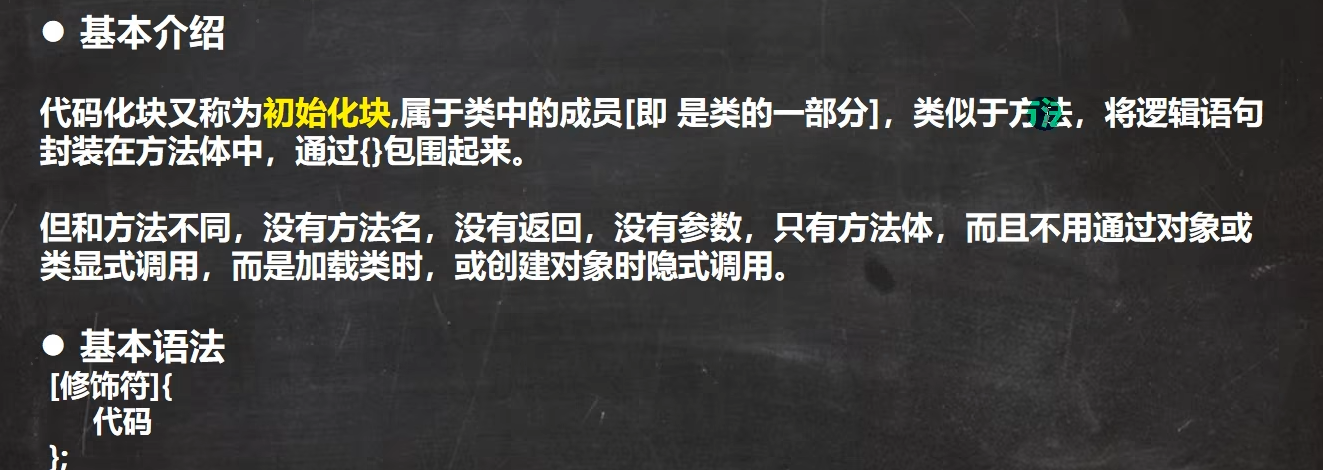 ● 基本介绍
代码化块又称为初始化块,属于类中的成员[即 是类的一部分]，类似于方法，将逻辑语句
封装在方法体中，通过{}包围起来。
但和方法不同，没有方法名，没有返回，没有参数，只有方法体，而且不用通过对象或
类显式调用，而是加载类时，或创建对象时隐式调用。
● 基本语法
[修饰符]{
代码
};